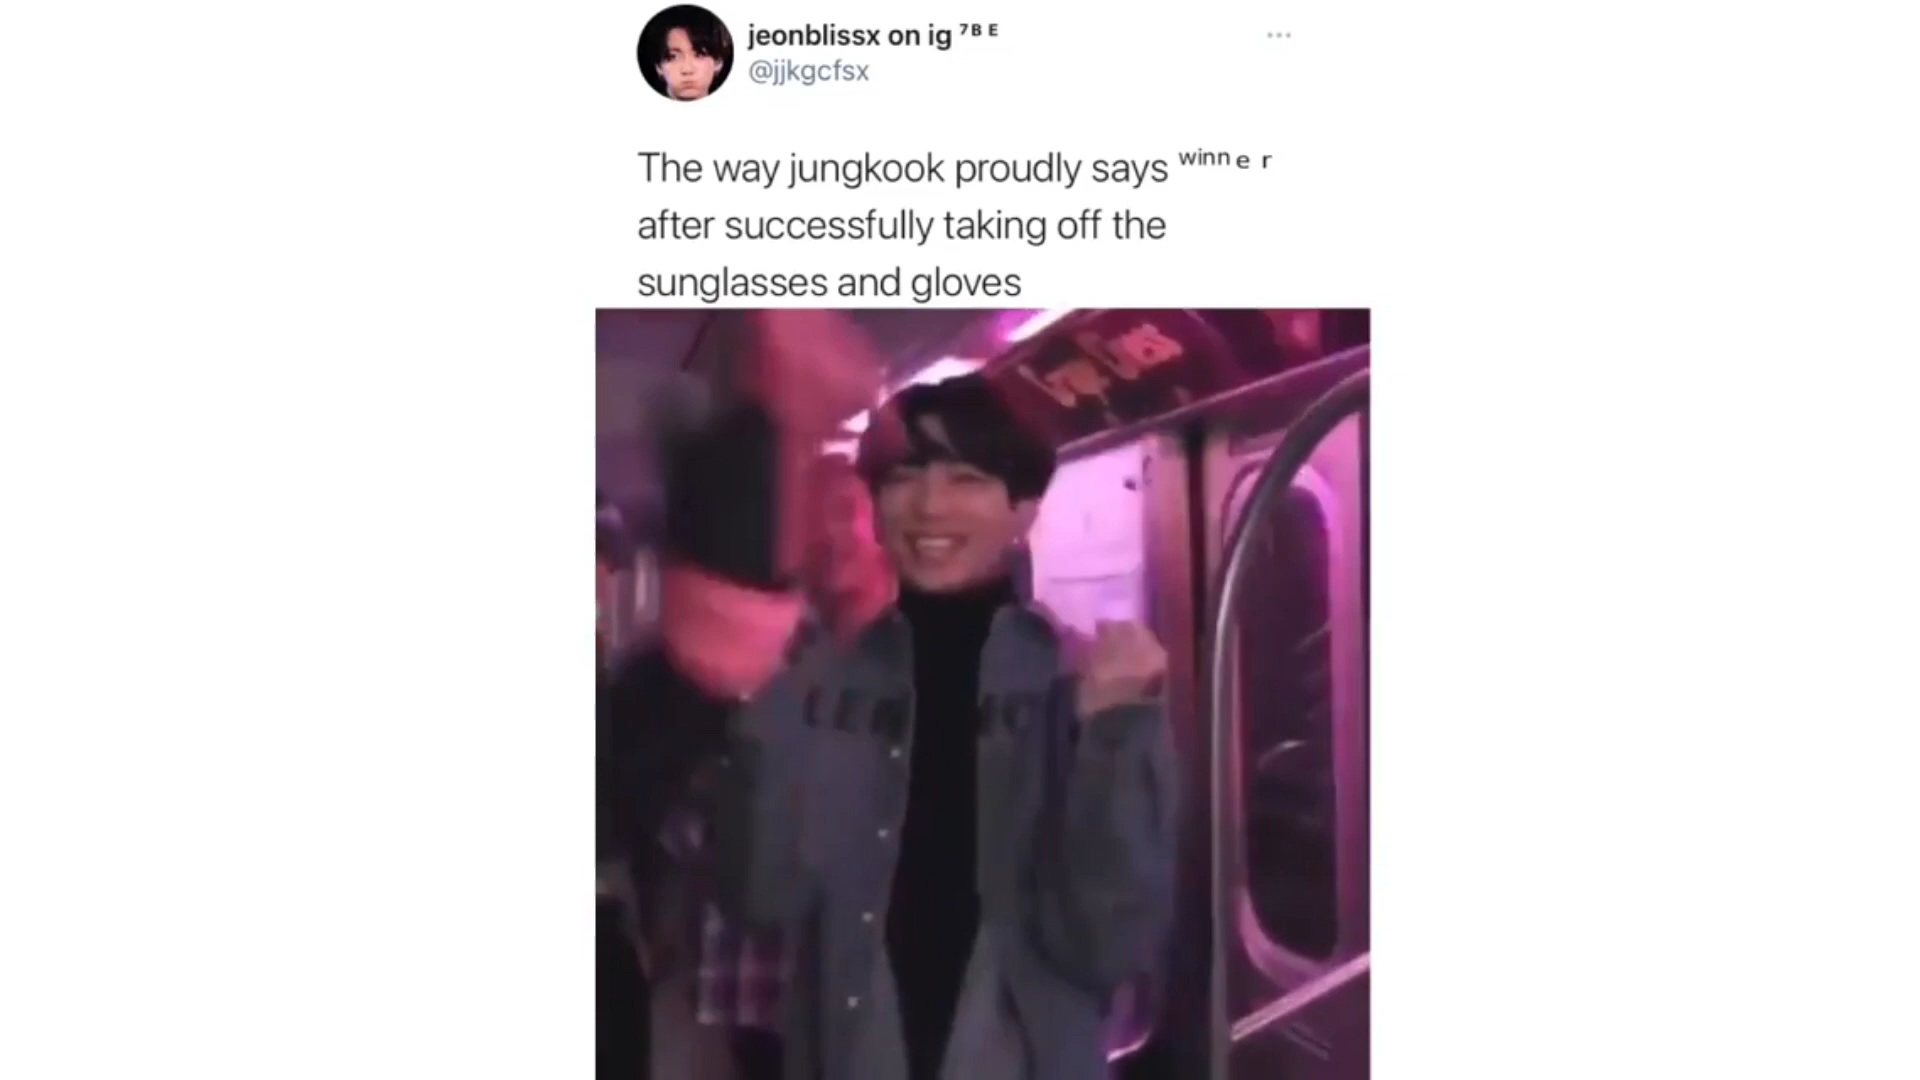 jeonblissx on ig ⁷ᴮ ᴱ
@jjkgcfsx
The way jungkook proudly says ʷⁱⁿⁿ ᵉ ʳ
after successfully taking off the
sunglasses and gloves